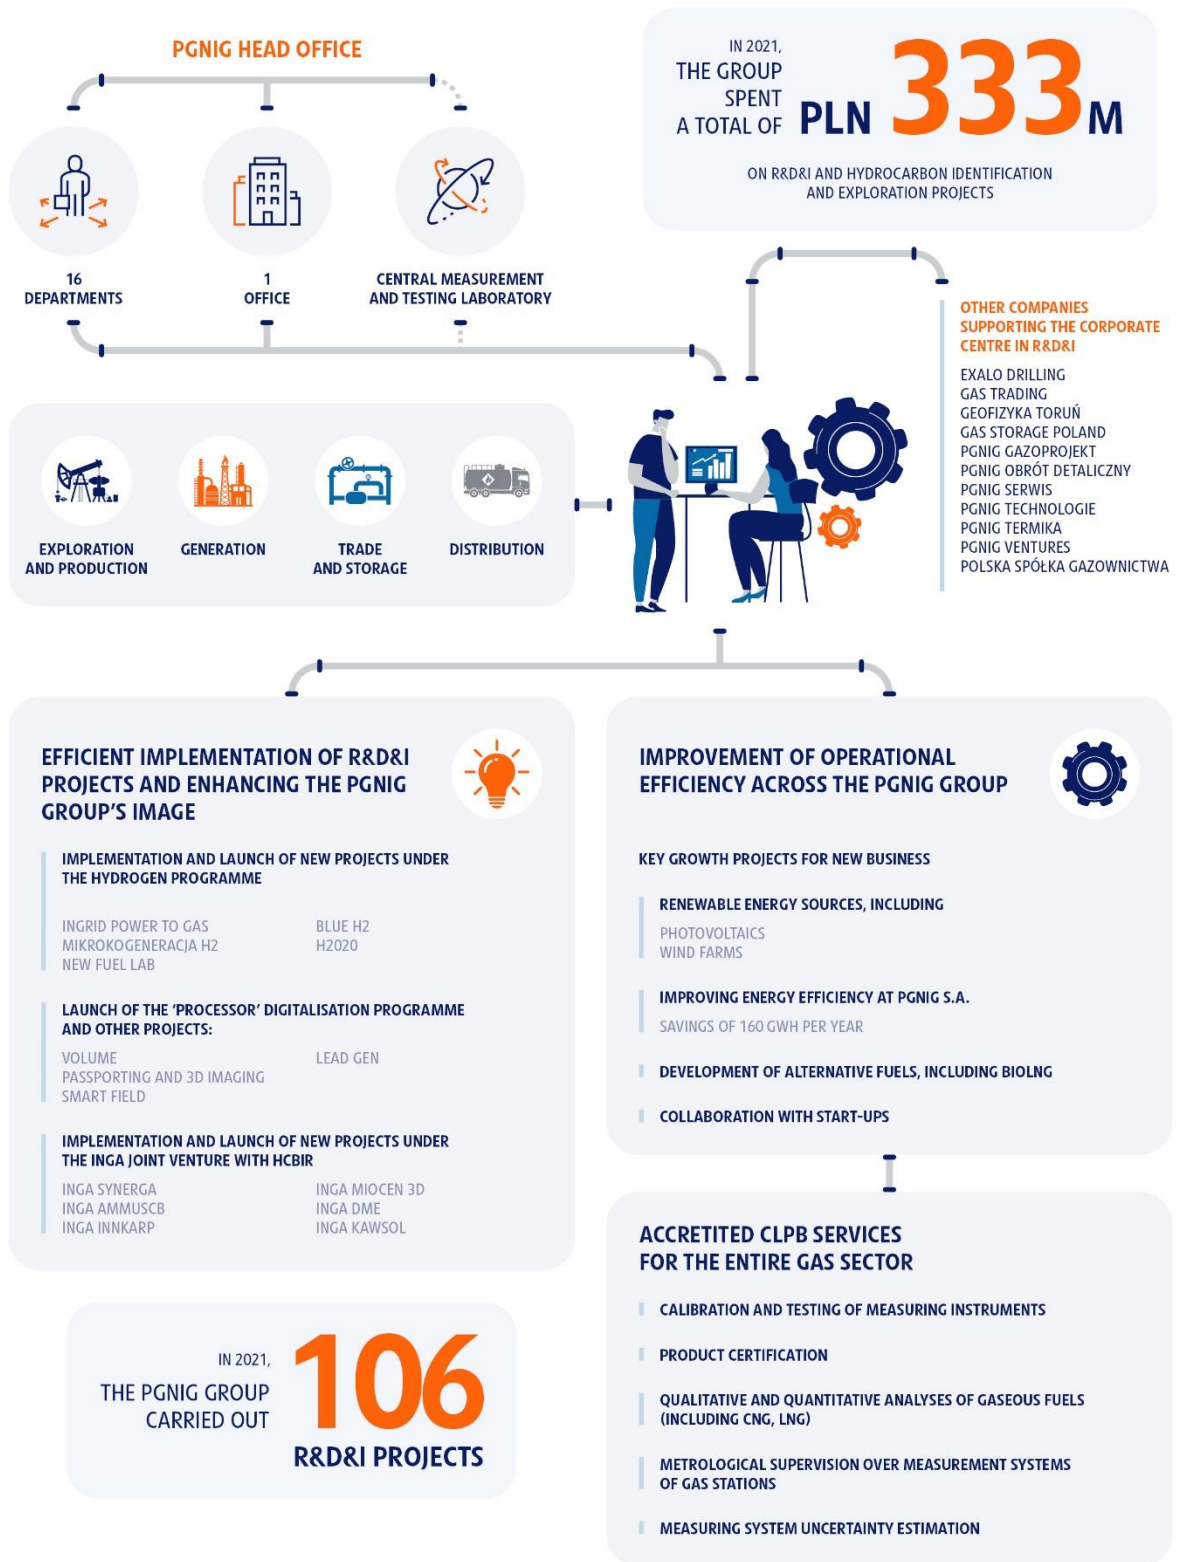 PGNIG HEAD OFFICE
16
DEPARTMENTS
1
OFFICE
CENTRAL MEASUREMENT
AND TESTING LABORATORY
IN 2021,
THE GROUP
SPENT
A TOTAL OF
PLN 333M
ON R&D&I AND HYDROCARBON IDENTIFICATION
AND EXPLORATION PROJECTS
OTHER COMPANIES
SUPPORTING THE CORPORATE
CENTRE IN R&D&I
EXALO DRILLING
GAS TRADING
GEOFIZYKA TORUŃ
GAS STORAGE POLAND
PGNIG GAZOPROJEKT
PGNIG OBRÓT DETALICZNY
PGNIG SERWIS
PGNIG TECHNOLOGIE
PGNIG TERMIKA
PGNIG VENTURES
POLSKA SPÓŁKA GAZOWNICTWA
EXPLORATION
AND PRODUCTION
GENERATION
TRADE
AND STORAGE
DISTRIBUTION
EFFICIENT IMPLEMENTATION OF R&D&I
PROJECTS AND ENHANCING THE PGNIG
GROUP'S IMAGE
IMPLEMENTATION AND LAUNCH OF NEW PROJECTS UNDER
THE HYDROGEN PROGRAMME
INGRID POWER TO GAS
MIKROKOGENERACJA H2
NEW FUEL LAB
BLUE H2
H2020
LAUNCH OF THE 'PROCESSOR' DIGITALISATION PROGRAMME
AND OTHER PROJECTS:
VOLUME
PASSPORTING AND 3D IMAGING
SMART FIELD
LEAD GEN
IMPLEMENTATION AND LAUNCH OF NEW PROJECTS UNDER
THE INGA JOINT VENTURE WITH HCBIR
INGA SYNERGA
INGA AMMUSCB
INGA INNKARP
INGA MIOCEN 3D
INGA DME
INGA KAWSOL
IN 2021,
THE PGNIG GROUP
CARRIED OUT
106
R&D&I PROJECTS
IMPROVEMENT OF OPERATIONAL
EFFICIENCY ACROSS THE PGNIG GROUP
KEY GROWTH PROJECTS FOR NEW BUSINESS
RENEWABLE ENERGY SOURCES, INCLUDING
PHOTOVOLTAICS
WIND FARMS
IMPROVING ENERGY EFFICIENCY AT PGNIG S.A.
SAVINGS OF 160 GWH PER YEAR
DEVELOPMENT OF ALTERNATIVE FUELS, INCLUDING BIOLNG
COLLABORATION WITH START-UPS
ACCRETITED CLPB SERVICES
FOR THE ENTIRE GAS SECTOR
CALIBRATION AND TESTING OF MEASURING INSTRUMENTS
PRODUCT CERTIFICATION
QUALITATIVE AND QUANTITATIVE ANALYSES OF GASEOUS FUELS
(INCLUDING CNG, LNG)
METROLOGICAL SUPERVISION OVER MEASUREMENT SYSTEMS
OF GAS STATIONS
MEASURING SYSTEM UNCERTAINTY ESTIMATION